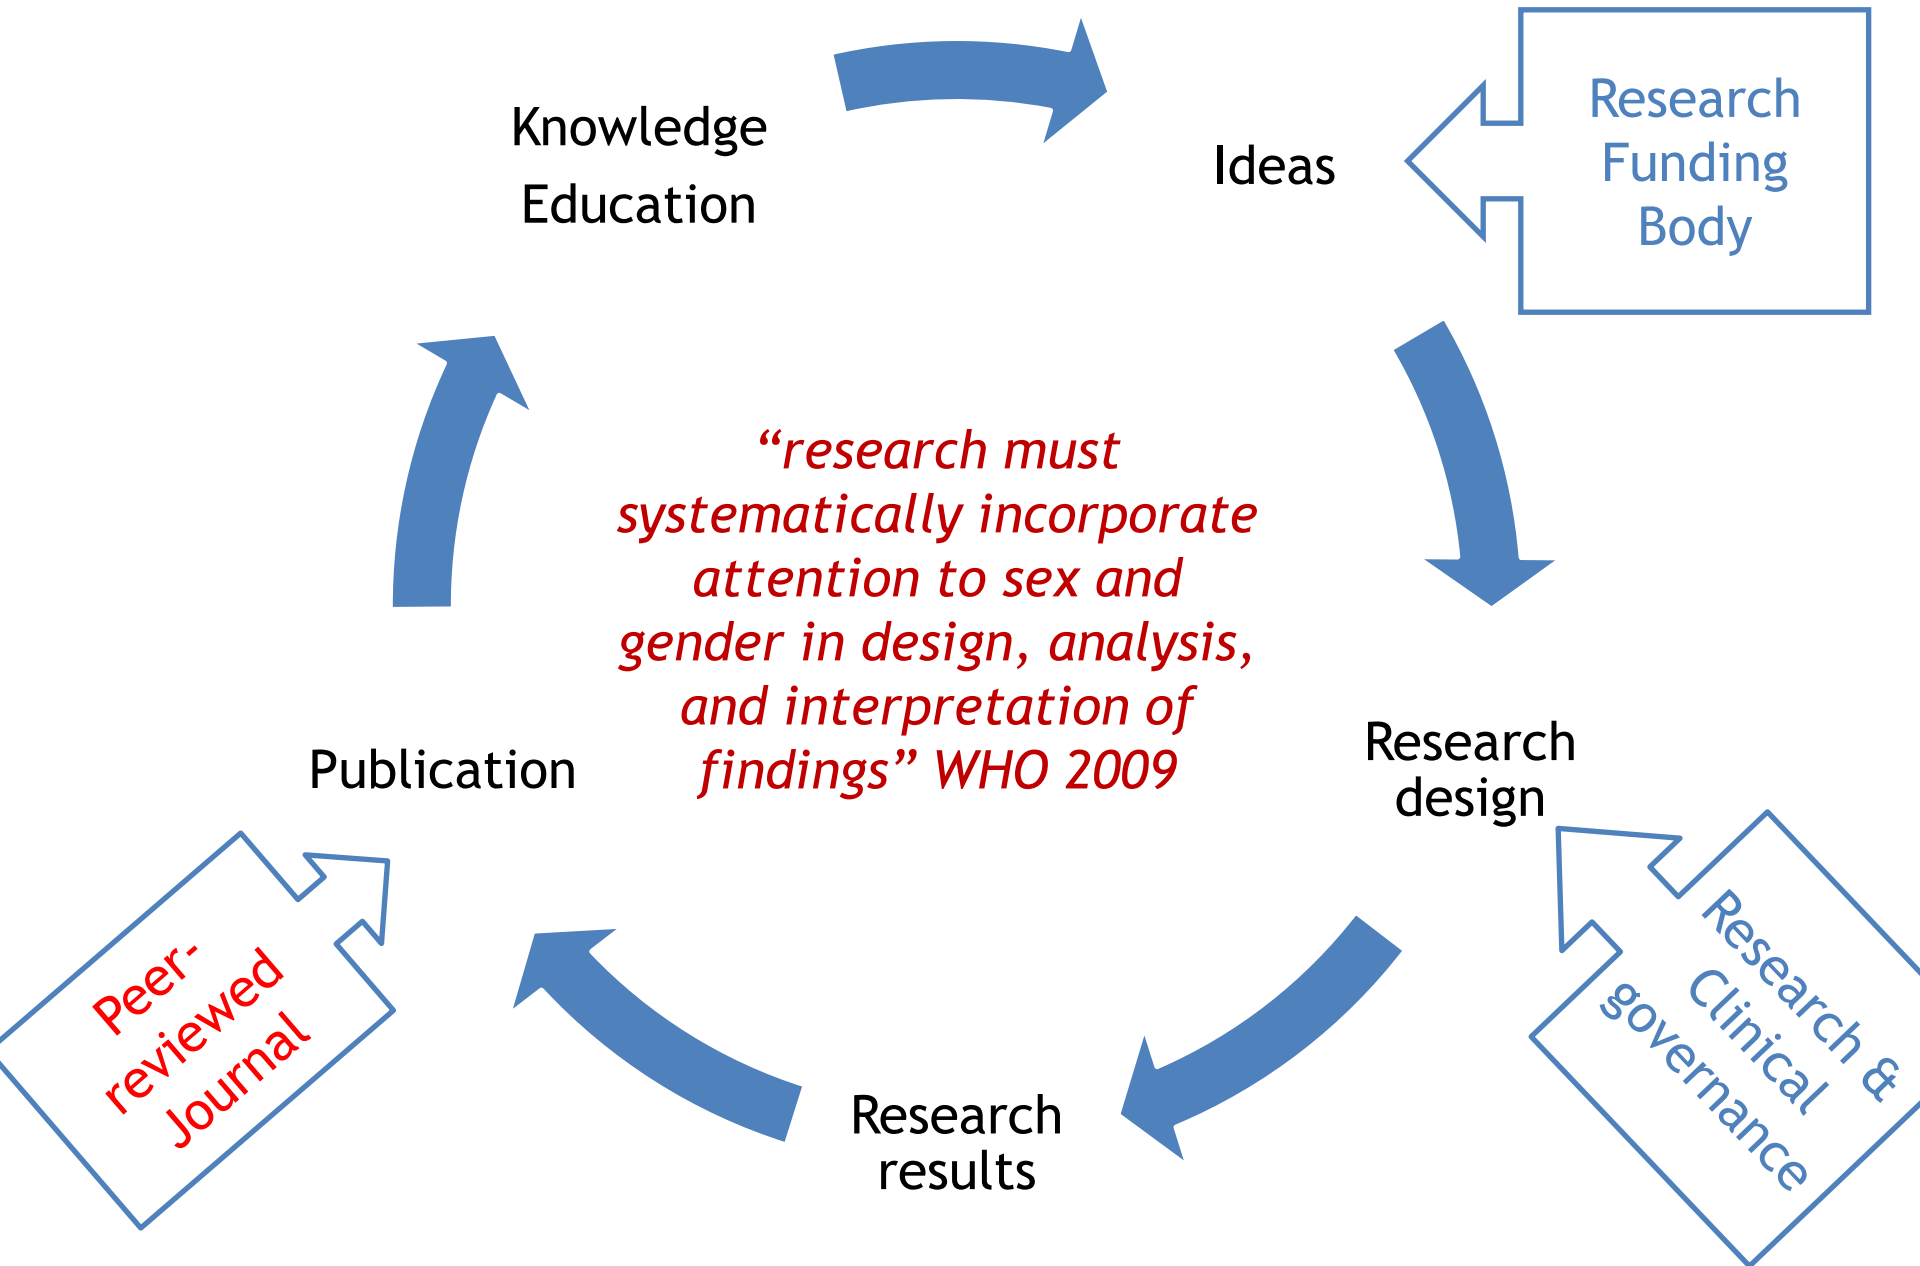 Knowledge
Education
Ideas
Research
Funding
Body
“research must
systematically incorporate
attention to sex and
gender in design, analysis,
and interpretation of
findings” WHO 2009
Research
design
Research &
Clinical
governance
Research
results
Publication
Peer-
reviewed
Journal